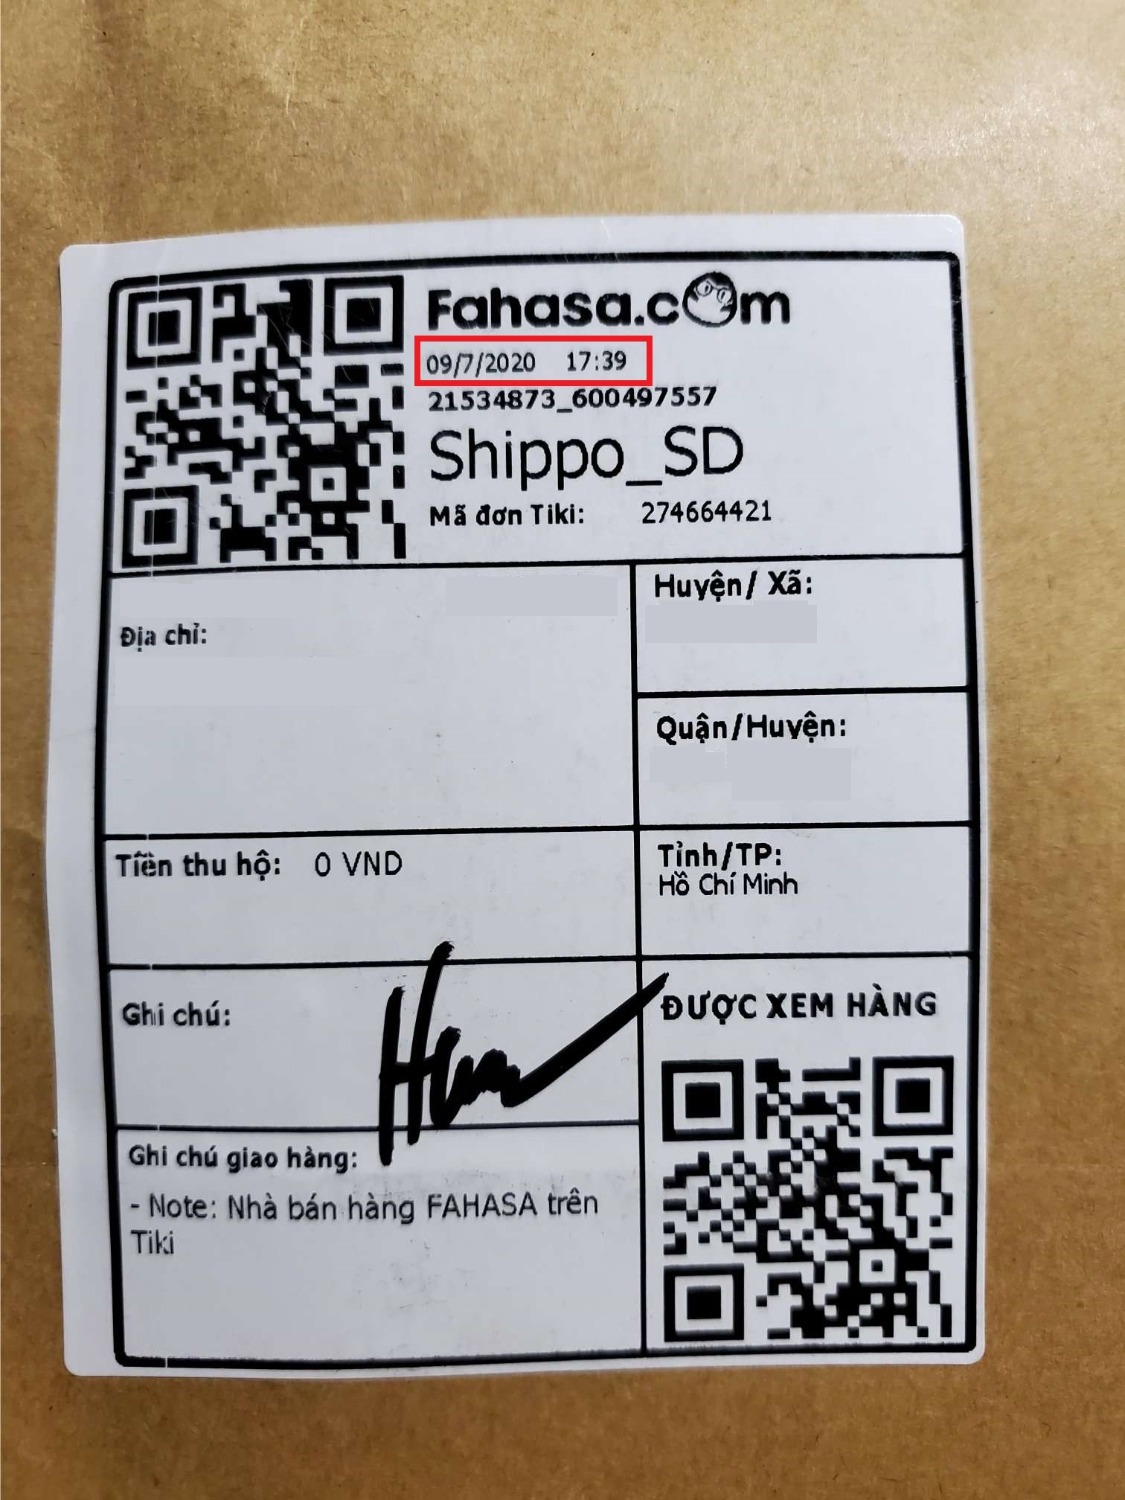 Fahasa.com
09/7/2020 17:39
21534873_600497557
Shippo_SD
Mã đơn Tiki: 274664421
Địa chỉ:
Huyện/ Xã:
Quận/Huyện:
Tiền thu hộ: 0 VND
Tỉnh/TP:
Hồ Chí Minh
Ghi chú:
ĐƯỢC XEM HÀNG
Ghi chú giao hàng:
- Note: Nhà bán hàng FAHASA trên
Tiki